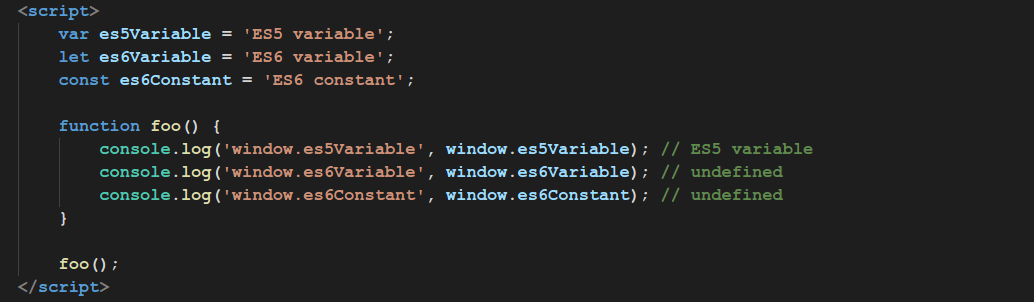 <script>
var es5Variable = 'ES5 variable';
let es6Variable = 'ES6 variable';
const es6Constant = 'ES6 constant';
function foo() {
console.log('window.es5Variable', window.es5Variable); // ES5 variable
console.log('window.es6Variable', window.es6Variable); // undefined
console.log('window.es6Constant', window.es6Constant); // undefined
}
foo();
</script>